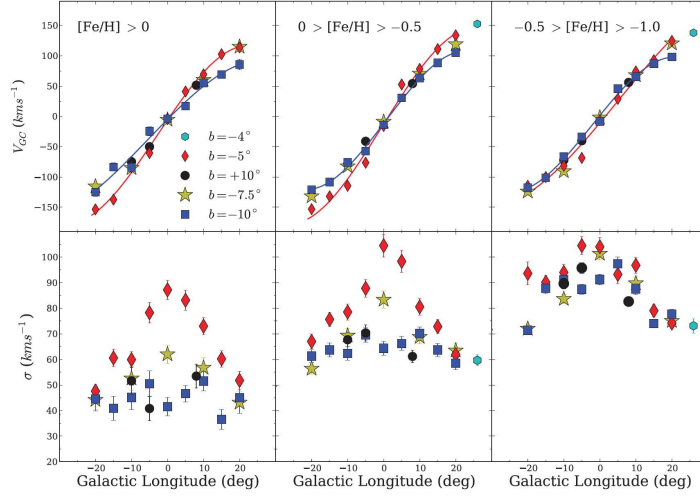 [Fe/H] > 0
0 > [Fe/H] > −0.5
−0.5 > [Fe/H] > −1.0
V_GC (kms⁻¹)
150
100
50
0
−50
−100
−150
b = −4°
b = −5°
b = +10°
b = −7.5°
b = −10°
σ (kms⁻¹)
100
90
80
70
60
50
40
30
20
−20 −10 0 10 20
−20 −10 0 10 20
−20 −10 0 10 20
Galactic Longitude (deg)
Galactic Longitude (deg)
Galactic Longitude (deg)